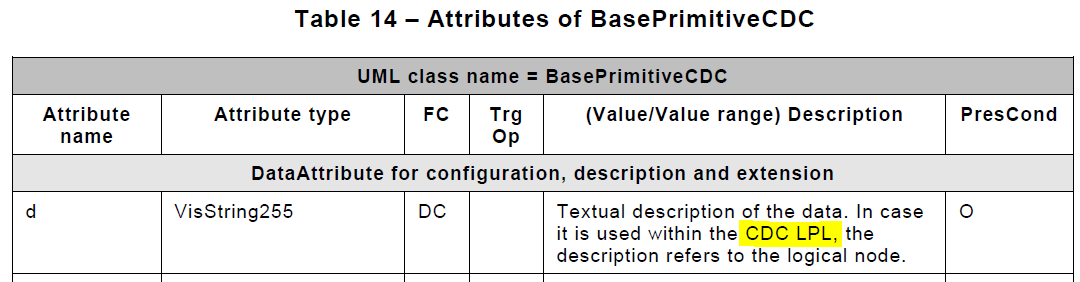 Table 14 – Attributes of BasePrimitiveCDC
UML class name = BasePrimitiveCDC
Attribute name
Attribute type
FC
Trg Op
(Value/Value range) Description
PresCond
DataAttribute for configuration, description and extension
d
VisString255
DC
Textual description of the data. In case
it is used within the CDC LPL, the
description refers to the logical node.
O